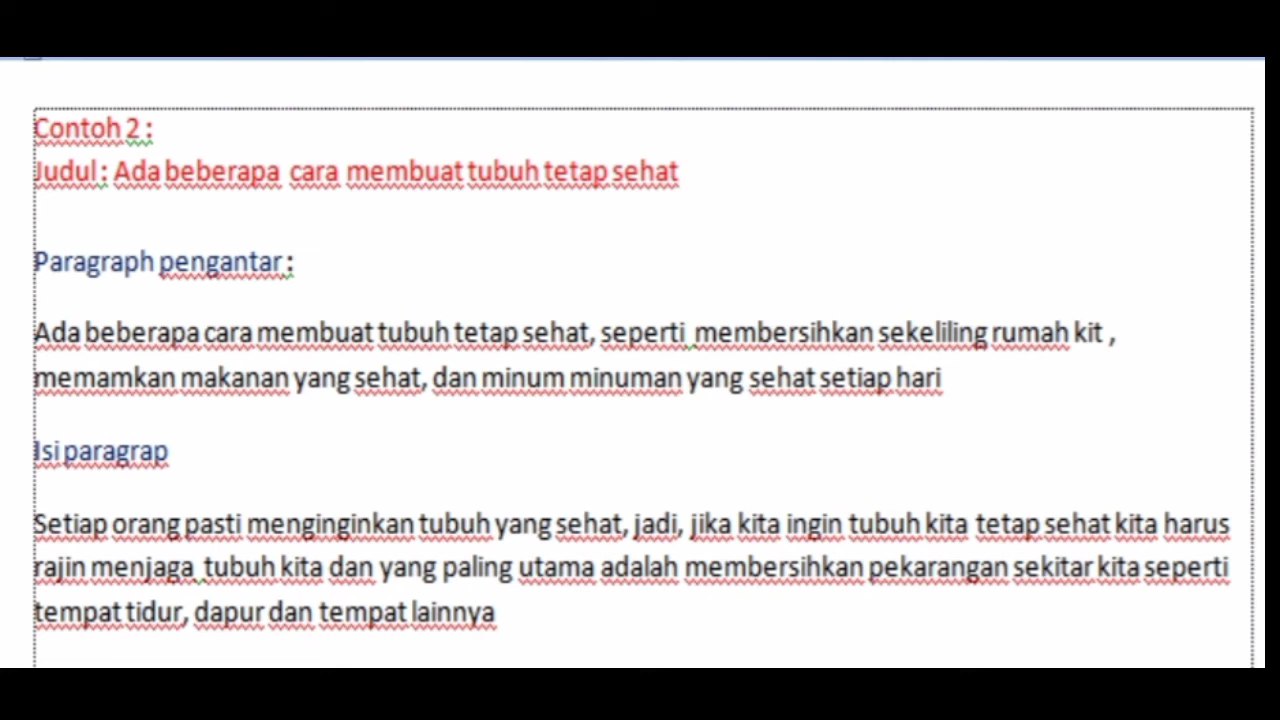 Contoh 2 :
Judul : Ada beberapa cara membuat tubuh tetap sehat
Paragraph pengantar :
Ada beberapa cara membuat tubuh tetap sehat, seperti membersihkan sekeliling rumah kit ,
memamkan makanan yang sehat, dan minum minuman yang sehat setiap hari
Isi paragrap
Setiap orang pasti menginginkan tubuh yang sehat, jadi, jika kita ingin tubuh kita tetap sehat kita harus
rajin menjaga tubuh kita dan yang paling utama adalah membersihkan pekarangan sekitar kita seperti
tempat tidur, dapur dan tempat lainnya